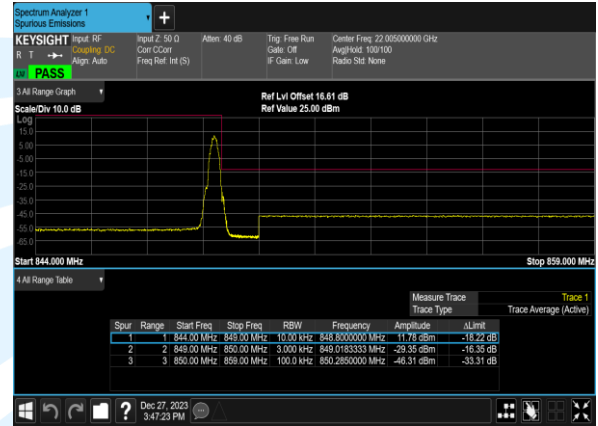 Spectrum Analyzer 1
Spurious Emissions
+
KEYSIGHT Input: RF Input Z: 50 Ω Atten: 40 dB Trig: Free Run Center Freq: 22.005000000 GHz
R T Coupling: DC Corr CCorr Gate: Off Avg|Hold: 100/100
Align: Auto Freq Ref: Int (S) IF Gain: Low Radio Std: None
PASS
3 All Range Graph
Ref Lvl Offset 16.61 dB
Scale/Div 10.0 dB Ref Value 25.00 dBm
Log
15.0
5.00
-5.00
-15.0
-25.0
-35.0
-45.0
-55.0
-65.0
Start 844.000 MHz Stop 859.000 MHz
4 All Range Table
Measure Trace Trace 1
Trace Type Trace Average (Active)
Spur Range Start Freq Stop Freq RBW Frequency Amplitude ΔLimit
1 1 844.00 MHz 849.00 MHz 10.00 kHz 848.8000000 MHz 11.78 dBm -18.22 dB
2 2 849.00 MHz 850.00 MHz 3.000 kHz 849.0183333 MHz -29.35 dBm -16.35 dB
3 3 850.00 MHz 859.00 MHz 100.0 kHz 850.2850000 MHz -46.31 dBm -33.31 dB
? Dec 27, 2023
3:47:23 PM